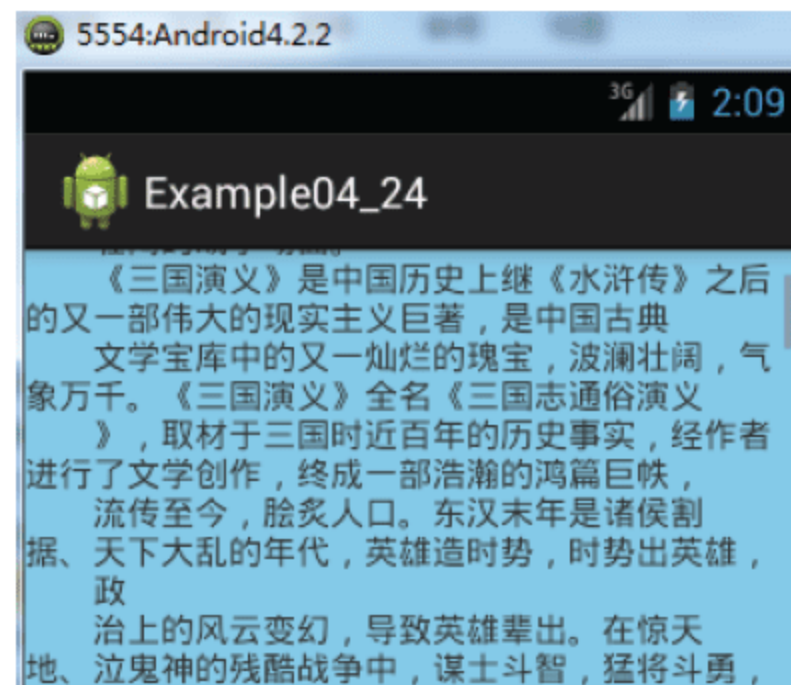 5554:Android4.2.2
3G 2:09
Example04_24
《三国演义》是中国历史上继《水浒传》之后
的又一部伟大的现实主义巨著，是中国古典
文学宝库中的又一灿烂的瑰宝，波澜壮阔，气
象万千。《三国演义》全名《三国志通俗演义
》，取材于三国时近百年的历史事实，经作者
进行了文学创作，终成一部浩瀚的鸿篇巨帙，
流传至今，脍炙人口。东汉末年是诸侯割
据、天下大乱的年代，英雄造时势，时势出英雄，
政
治上的风云变幻，导致英雄辈出。在惊天
地、泣鬼神的残酷战争中，谋士斗智，猛将斗勇，